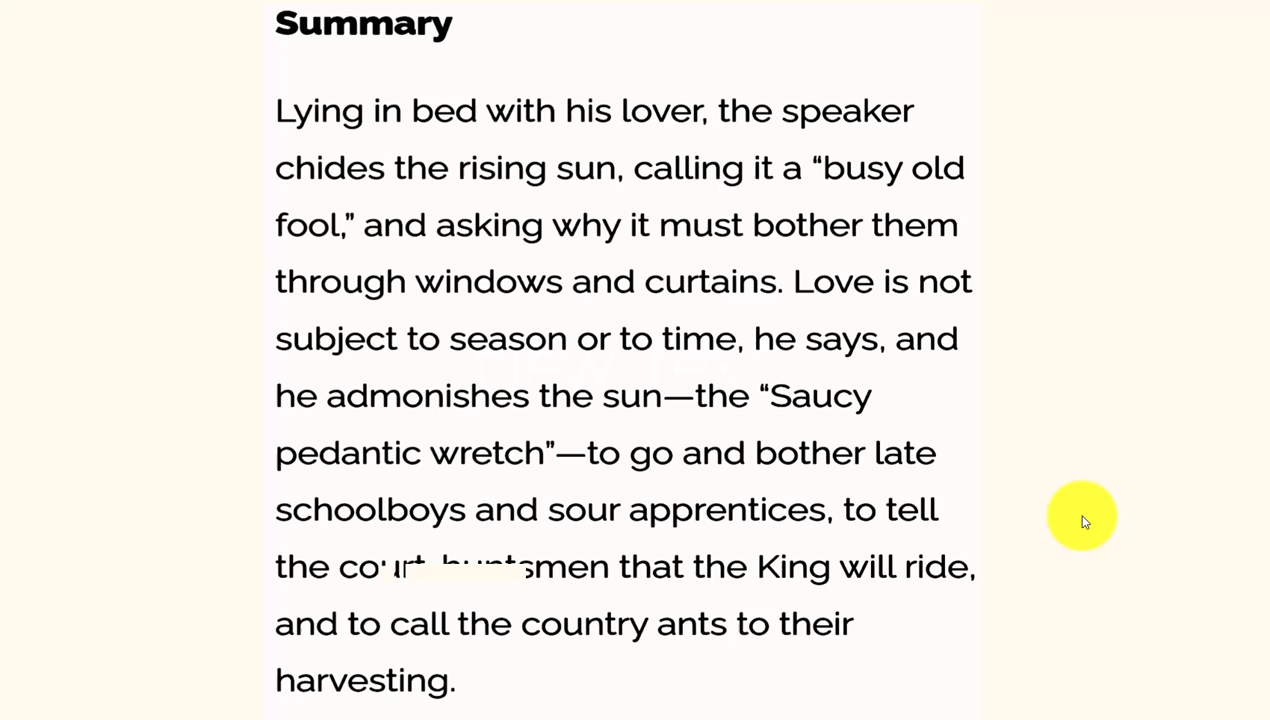 Summary
Lying in bed with his lover, the speaker
chides the rising sun, calling it a “busy old
fool,” and asking why it must bother them
through windows and curtains. Love is not
subject to season or to time, he says, and
he admonishes the sun—the “Saucy
pedantic wretch”—to go and bother late
schoolboys and sour apprentices, to tell
the court-huntsmen that the King will ride,
and to call the country ants to their
harvesting.